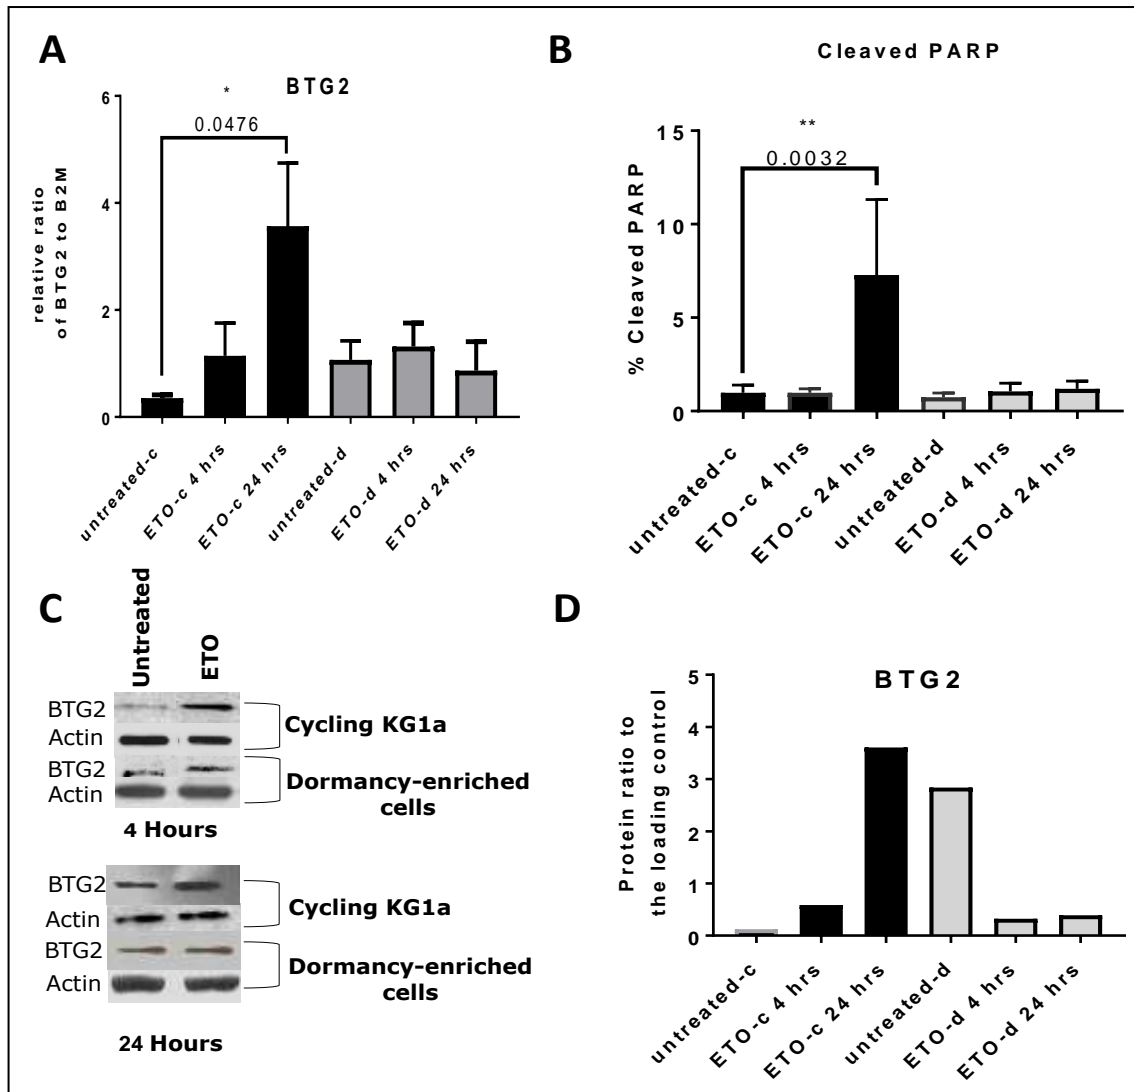 A
BTG2
*
0.0476
relative ratio
of BTG2 to B2M
6
4
2
0
untreated-c
ETO-c 4 hrs
ETO-c 24 hrs
untreated-d
ETO-d 4 hrs
ETO-d 24 hrs
B
Cleaved PARP
**
0.0032
% Cleaved PARP
15
10
5
0
untreated-c
ETO-c 4 hrs
ETO-c 24 hrs
untreated-d
ETO-d 4 hrs
ETO-d 24 hrs
C
Untreated
ETO
BTG2
Actin
Cycling KG1a
BTG2
Actin
Dormancy-enriched
cells
4 Hours
BTG2
Actin
Cycling KG1a
BTG2
Actin
Dormancy-enriched
cells
24 Hours
D
BTG2
Protein ratio to
the loading control
5
4
3
2
1
0
untreated-c
ETO-c 4 hrs
ETO-c 24 hrs
untreated-d
ETO-d 4 hrs
ETO-d 24 hrs